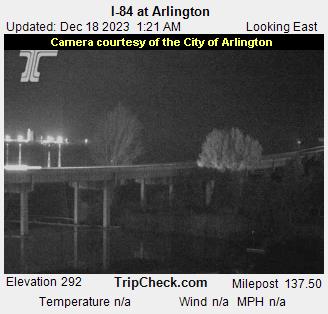 I-84 at Arlington
Updated: Dec 18 2023 1:21 AM Looking East
Camera courtesy of the City of Arlington
Elevation 292 TripCheck.com Milepost 137.50
Temperature n/a Wind n/a MPH n/a